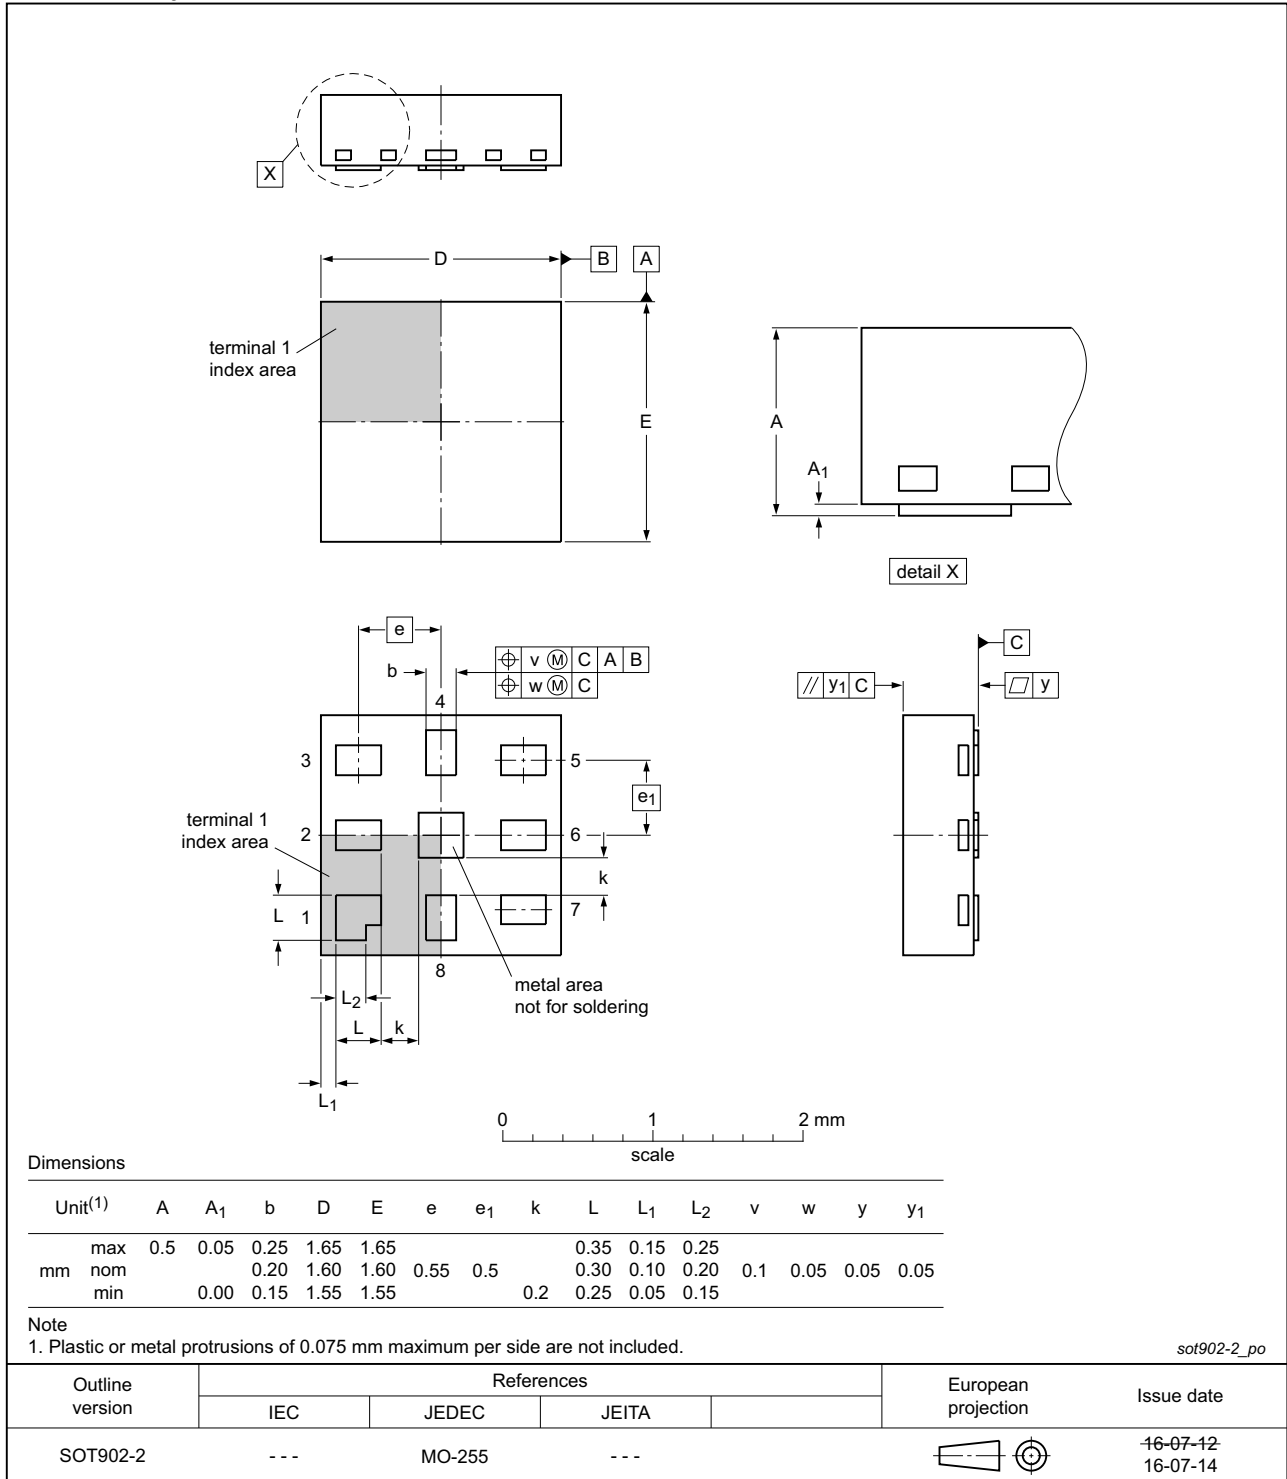 X
D
B
A
terminal 1
index area
E
A
A1
detail X
e
b
v M C A B
w M C
4
C
// y1 C
y
3
5
e1
terminal 1
index area
2
6
k
L
1
7
8
L2
metal area
not for soldering
L
k
L1
0 1 2 mm
scale
Dimensions
Unit(1) A A1 b D E e e1 k L L1 L2 v w y y1
max 0.5 0.05 0.25 1.65 1.65 0.35 0.15 0.25
mm nom 0.20 1.60 1.60 0.55 0.5 0.30 0.10 0.20 0.1 0.05 0.05 0.05
min 0.00 0.15 1.55 1.55 0.2 0.25 0.05 0.15
Note
1. Plastic or metal protrusions of 0.075 mm maximum per side are not included.
sot902-2_po
Outline
version
References
European
projection
Issue date
IEC JEDEC JEITA
SOT902-2 - - - MO-255 - - -
16-07-12
16-07-14